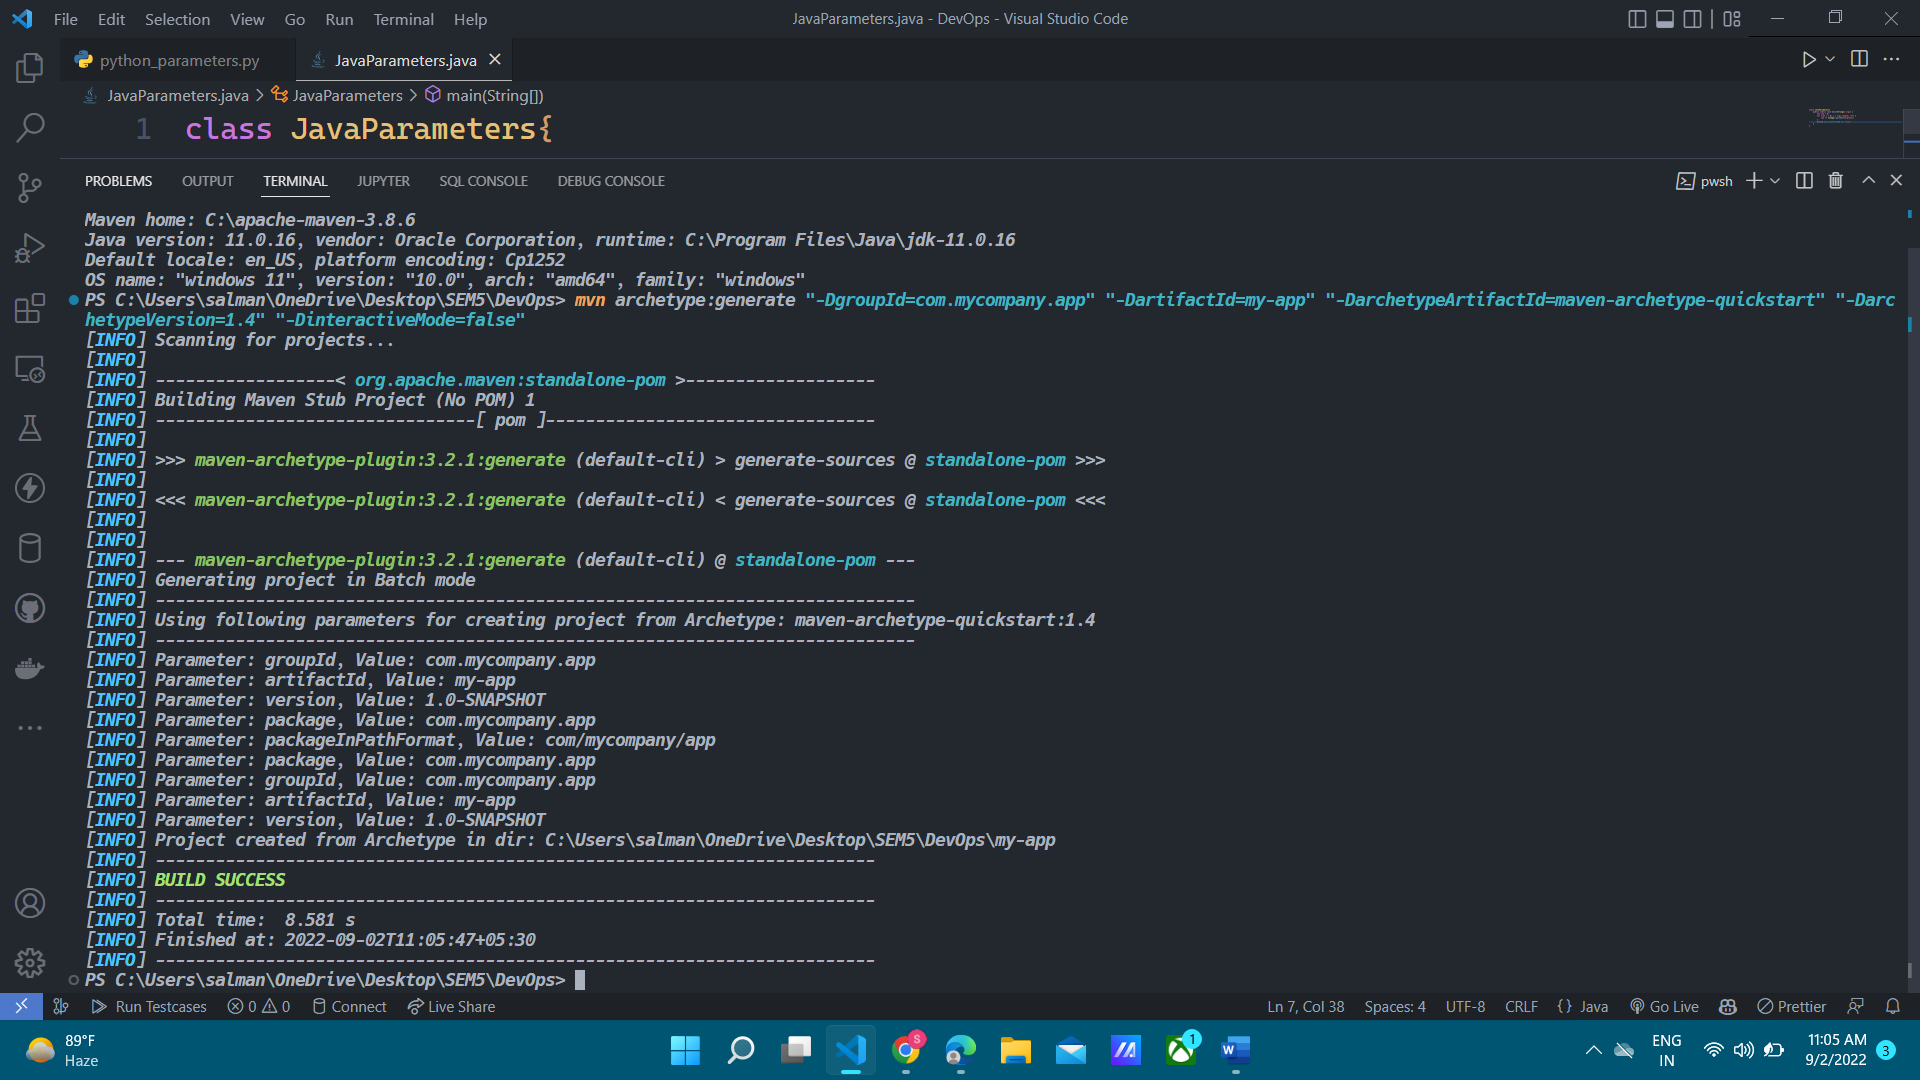 File Edit Selection View Go Run Terminal Help
JavaParameters.java - DevOps - Visual Studio Code
python_parameters.py
JavaParameters.java
JavaParameters.java > JavaParameters > main(String[])
1 class JavaParameters{
PROBLEMS OUTPUT TERMINAL JUPYTER SQL CONSOLE DEBUG CONSOLE
pwsh
Maven home: C:\apache-maven-3.8.6
Java version: 11.0.16, vendor: Oracle Corporation, runtime: C:\Program Files\Java\jdk-11.0.16
Default locale: en_US, platform encoding: Cp1252
OS name: "windows 11", version: "10.0", arch: "amd64", family: "windows"
PS C:\Users\salman\OneDrive\Desktop\SEM5\DevOps> mvn archetype:generate "-DgroupId=com.mycompany.app" "-DartifactId=my-app" "-DarchetypeArtifactId=maven-archetype-quickstart" "-Darc
hetypeVersion=1.4" "-DinteractiveMode=false"
[INFO] Scanning for projects...
[INFO]
[INFO] ------------------< org.apache.maven:standalone-pom >-------------------
[INFO] Building Maven Stub Project (No POM) 1
[INFO] --------------------------------[ pom ]---------------------------------
[INFO]
[INFO] >>> maven-archetype-plugin:3.2.1:generate (default-cli) > generate-sources @ standalone-pom >>>
[INFO]
[INFO] <<< maven-archetype-plugin:3.2.1:generate (default-cli) < generate-sources @ standalone-pom <<<
[INFO]
[INFO]
[INFO] --- maven-archetype-plugin:3.2.1:generate (default-cli) @ standalone-pom ---
[INFO] Generating project in Batch mode
[INFO] ----------------------------------------------------------------------------
[INFO] Using following parameters for creating project from Archetype: maven-archetype-quickstart:1.4
[INFO] ----------------------------------------------------------------------------
[INFO] Parameter: groupId, Value: com.mycompany.app
[INFO] Parameter: artifactId, Value: my-app
[INFO] Parameter: version, Value: 1.0-SNAPSHOT
[INFO] Parameter: package, Value: com.mycompany.app
[INFO] Parameter: packageInPathFormat, Value: com/mycompany/app
[INFO] Parameter: package, Value: com.mycompany.app
[INFO] Parameter: groupId, Value: com.mycompany.app
[INFO] Parameter: artifactId, Value: my-app
[INFO] Parameter: version, Value: 1.0-SNAPSHOT
[INFO] Project created from Archetype in dir: C:\Users\salman\OneDrive\Desktop\SEM5\DevOps\my-app
[INFO] ------------------------------------------------------------------------
[INFO] BUILD SUCCESS
[INFO] ------------------------------------------------------------------------
[INFO] Total time:  8.581 s
[INFO] Finished at: 2022-09-02T11:05:47+05:30
[INFO] ------------------------------------------------------------------------
PS C:\Users\salman\OneDrive\Desktop\SEM5\DevOps>
Run Testcases 0 0 Connect Live Share
Ln 7, Col 38 Spaces: 4 UTF-8 CRLF {} Java Go Live Prettier
89°F
Haze
S
1
W
ENG
IN
11:05 AM
9/2/2022
3